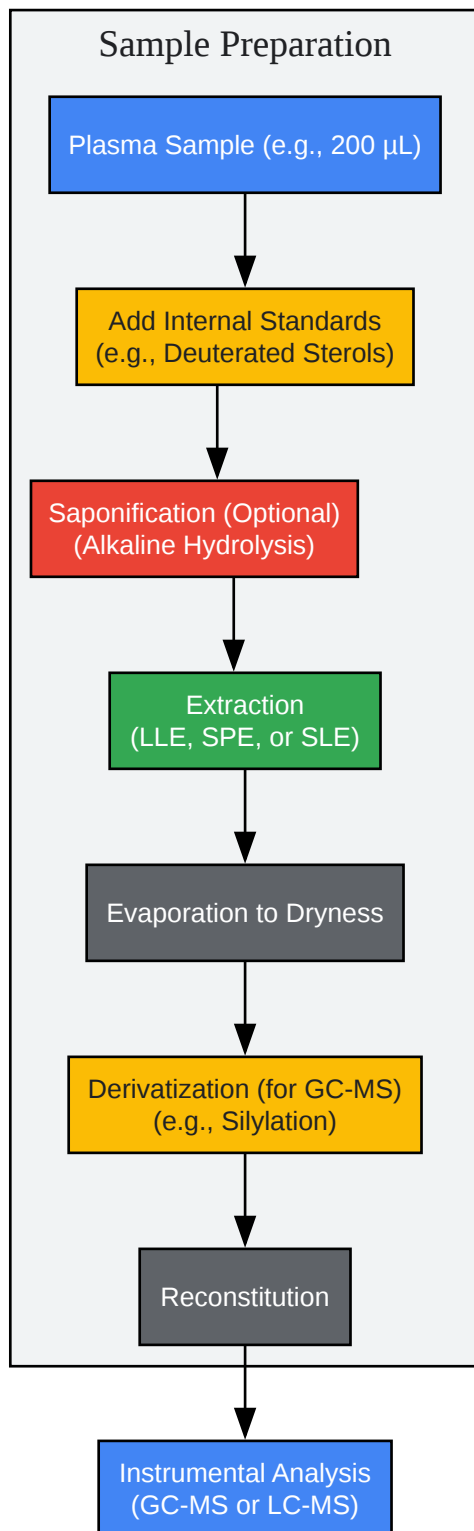 Sample Preparation
Plasma Sample (e.g., 200 µL)
Add Internal Standards
(e.g., Deuterated Sterols)
Saponification (Optional)
(Alkaline Hydrolysis)
Extraction
(LLE, SPE, or SLE)
Evaporation to Dryness
Derivatization (for GC-MS)
(e.g., Silylation)
Reconstitution
Instrumental Analysis
(GC-MS or LC-MS)